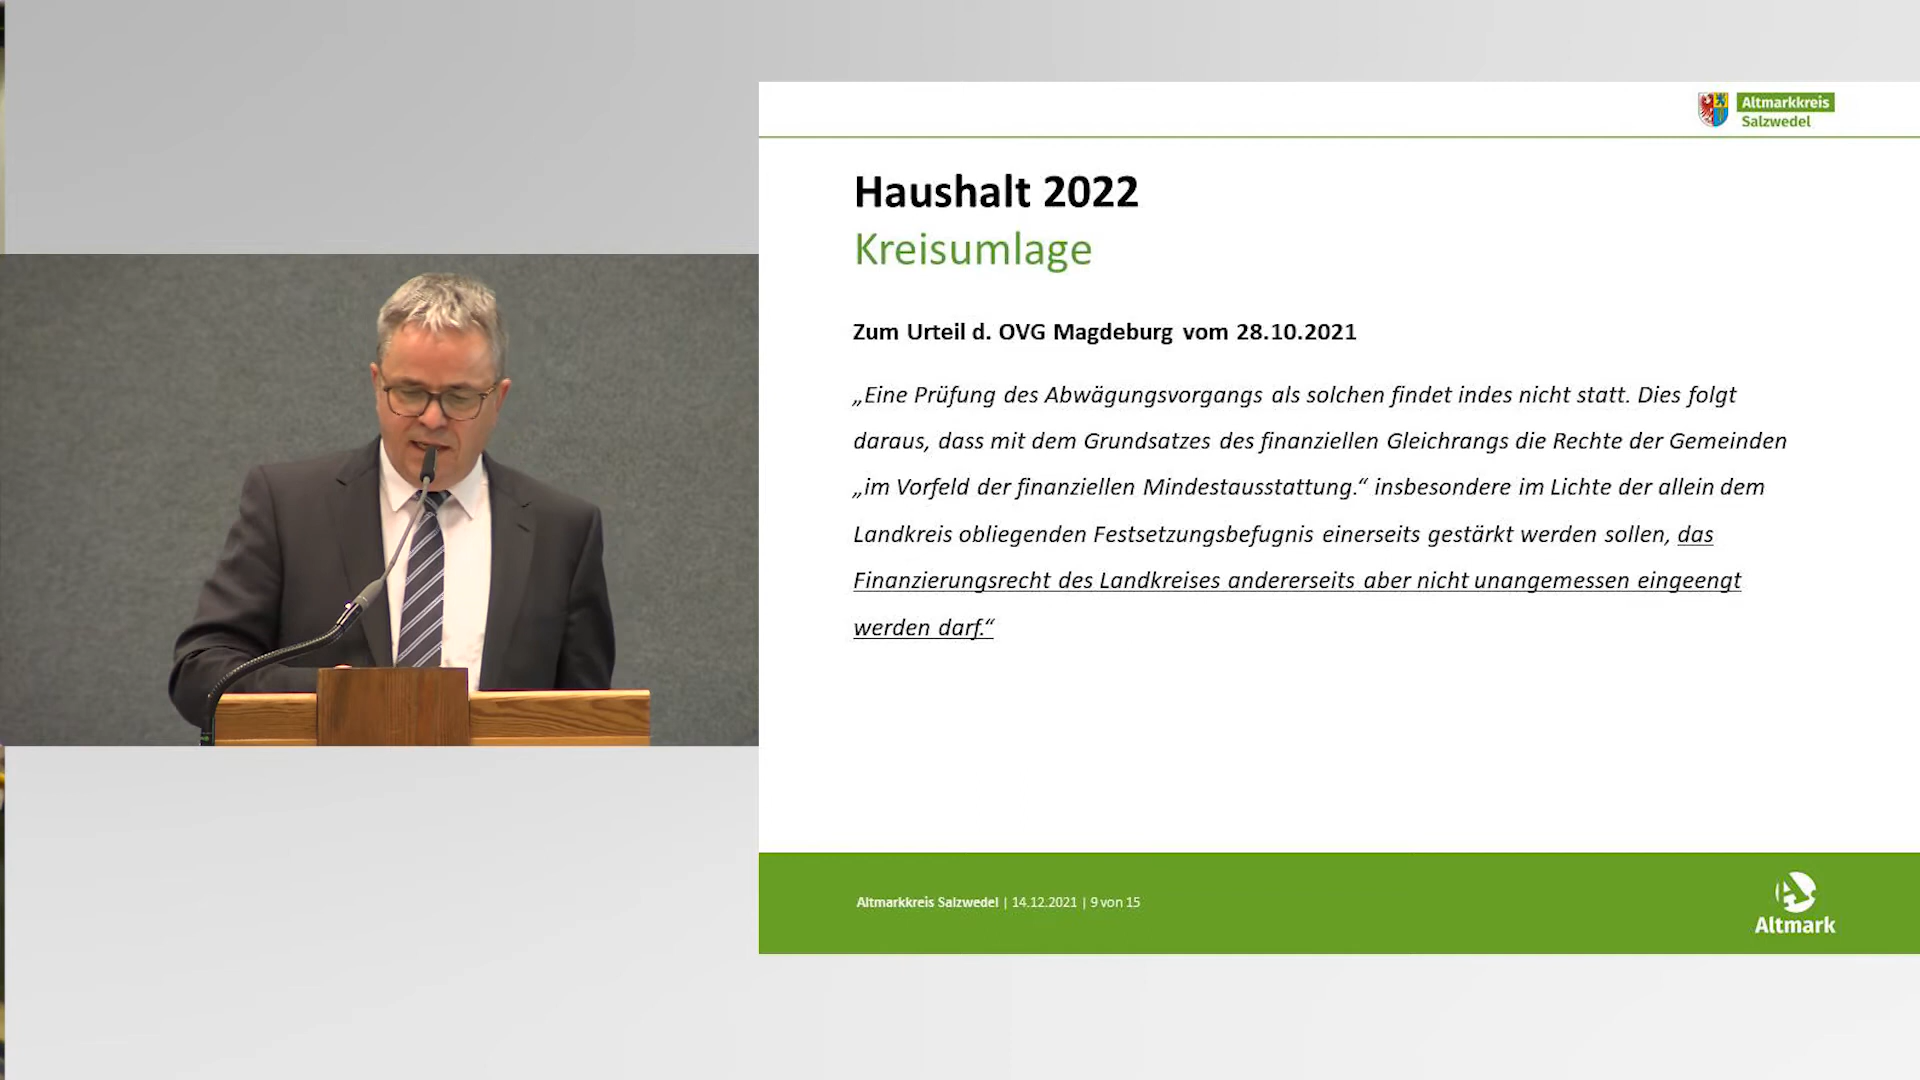 Altmarkkreis
Salzwedel
Haushalt 2022
Kreisumlage
Zum Urteil d. OVG Magdeburg vom 28.10.2021
„Eine Prüfung des Abwägungsvorgangs als solchen findet indes nicht statt. Dies folgt
daraus, dass mit dem Grundsatzes des finanziellen Gleichrangs die Rechte der Gemeinden
„im Vorfeld der finanziellen Mindestausstattung.“ insbesondere im Lichte der allein dem
Landkreis obliegenden Festsetzungsbefugnis einerseits gestärkt werden sollen, das
Finanzierungsrecht des Landkreises andererseits aber nicht unangemessen eingeengt
werden darf.“
Altmarkkreis Salzwedel | 14.12.2021 | 9 von 15
Altmark